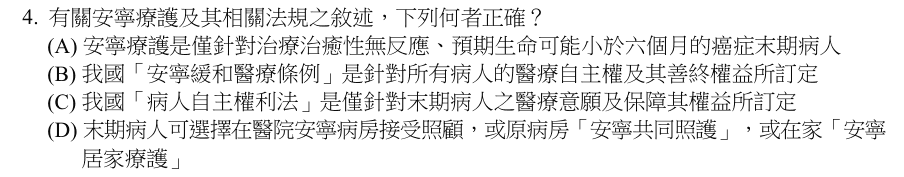 4. 有關安寧療護及其相關法規之敘述，下列何者正確？
(A) 安寧療護是僅針對治療治癒性無反應、預期生命可能小於六個月的癌症末期病人
(B) 我國「安寧緩和醫療條例」是針對所有病人的醫療自主權及其善終權益所訂定
(C) 我國「病人自主權利法」是僅針對末期病人之醫療意願及保障其權益所訂定
(D) 末期病人可選擇在醫院安寧病房接受照顧，或原病房「安寧共同照護」，或在家「安寧
居家療護」